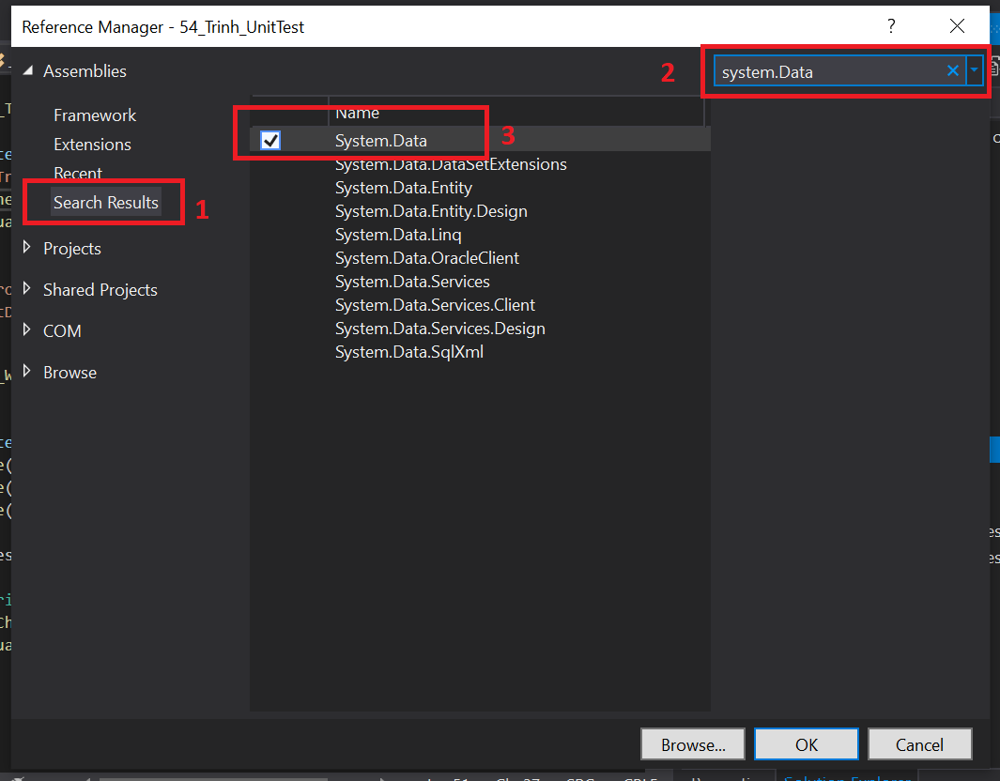 Reference Manager - 54_Trinh_UnitTest
?
2
system.Data
Assemblies
Framework
Extensions
Recent
Search Results
1
Projects
Shared Projects
COM
Browse
Name
System.Data
3
System.Data.DataSetExtensions
System.Data.Entity
System.Data.Entity.Design
System.Data.Linq
System.Data.OracleClient
System.Data.Services
System.Data.Services.Client
System.Data.Services.Design
System.Data.SqlXml
Browse...
OK
Cancel
Solution Explorer